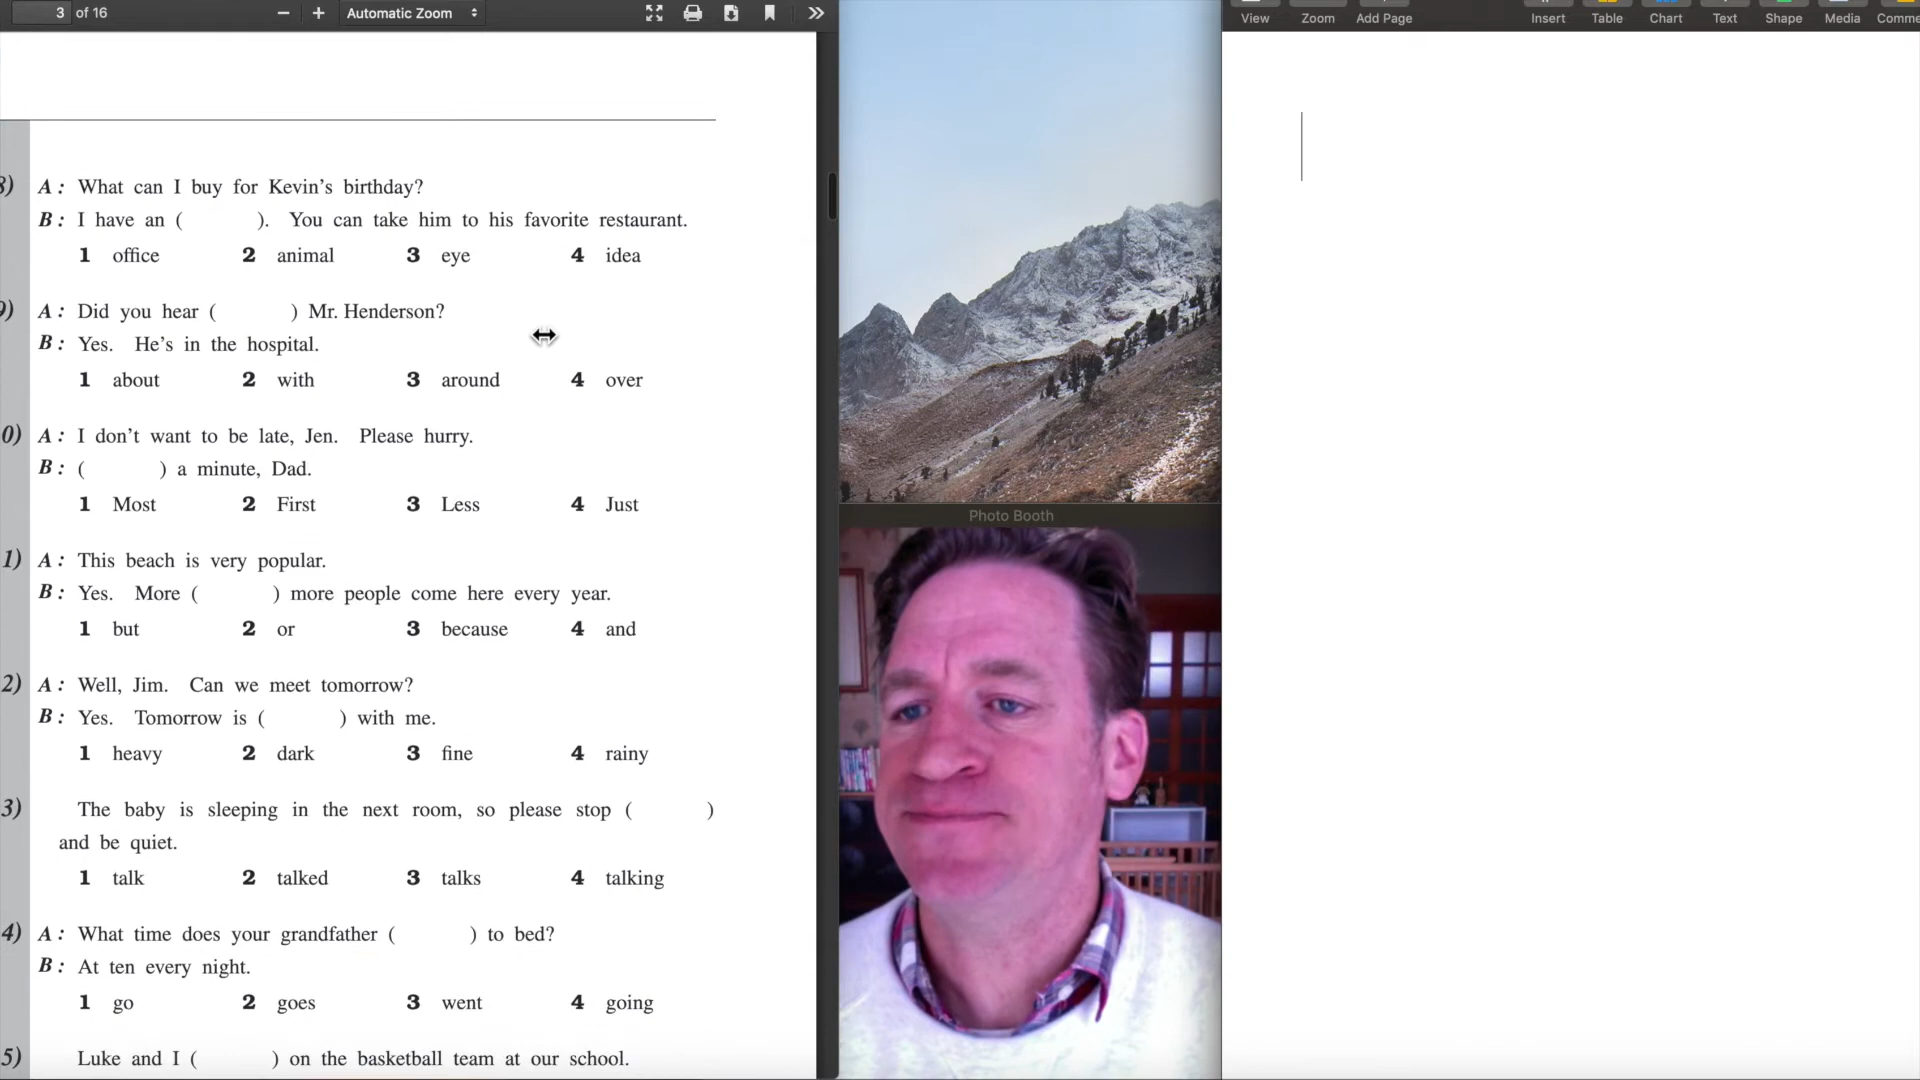 3 of 16 Automatic Zoom
View Zoom Add Page Insert Table Chart Text Shape Media Comme
8) A : What can I buy for Kevin's birthday?
B : I have an ( ). You can take him to his favorite restaurant.
1 office 2 animal 3 eye 4 idea
9) A : Did you hear ( ) Mr. Henderson?
B : Yes. He's in the hospital.
1 about 2 with 3 around 4 over
0) A : I don't want to be late, Jen. Please hurry.
B : ( ) a minute, Dad.
1 Most 2 First 3 Less 4 Just
1) A : This beach is very popular.
B : Yes. More ( ) more people come here every year.
1 but 2 or 3 because 4 and
2) A : Well, Jim. Can we meet tomorrow?
B : Yes. Tomorrow is ( ) with me.
1 heavy 2 dark 3 fine 4 rainy
3) The baby is sleeping in the next room, so please stop ( )
and be quiet.
1 talk 2 talked 3 talks 4 talking
4) A : What time does your grandfather ( ) to bed?
B : At ten every night.
1 go 2 goes 3 went 4 going
5) Luke and I ( ) on the basketball team at our school.
Photo Booth